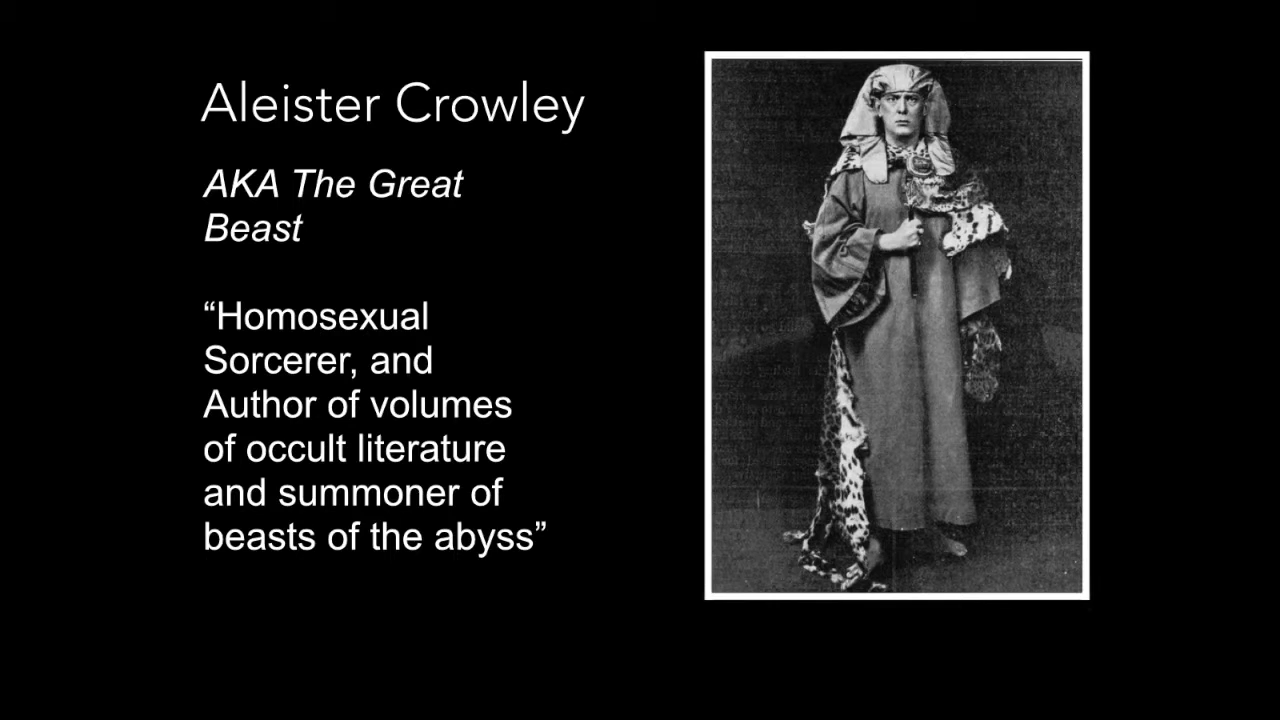 Aleister Crowley
AKA The Great
Beast
“Homosexual
Sorcerer, and
Author of volumes
of occult literature
and summoner of
beasts of the abyss”